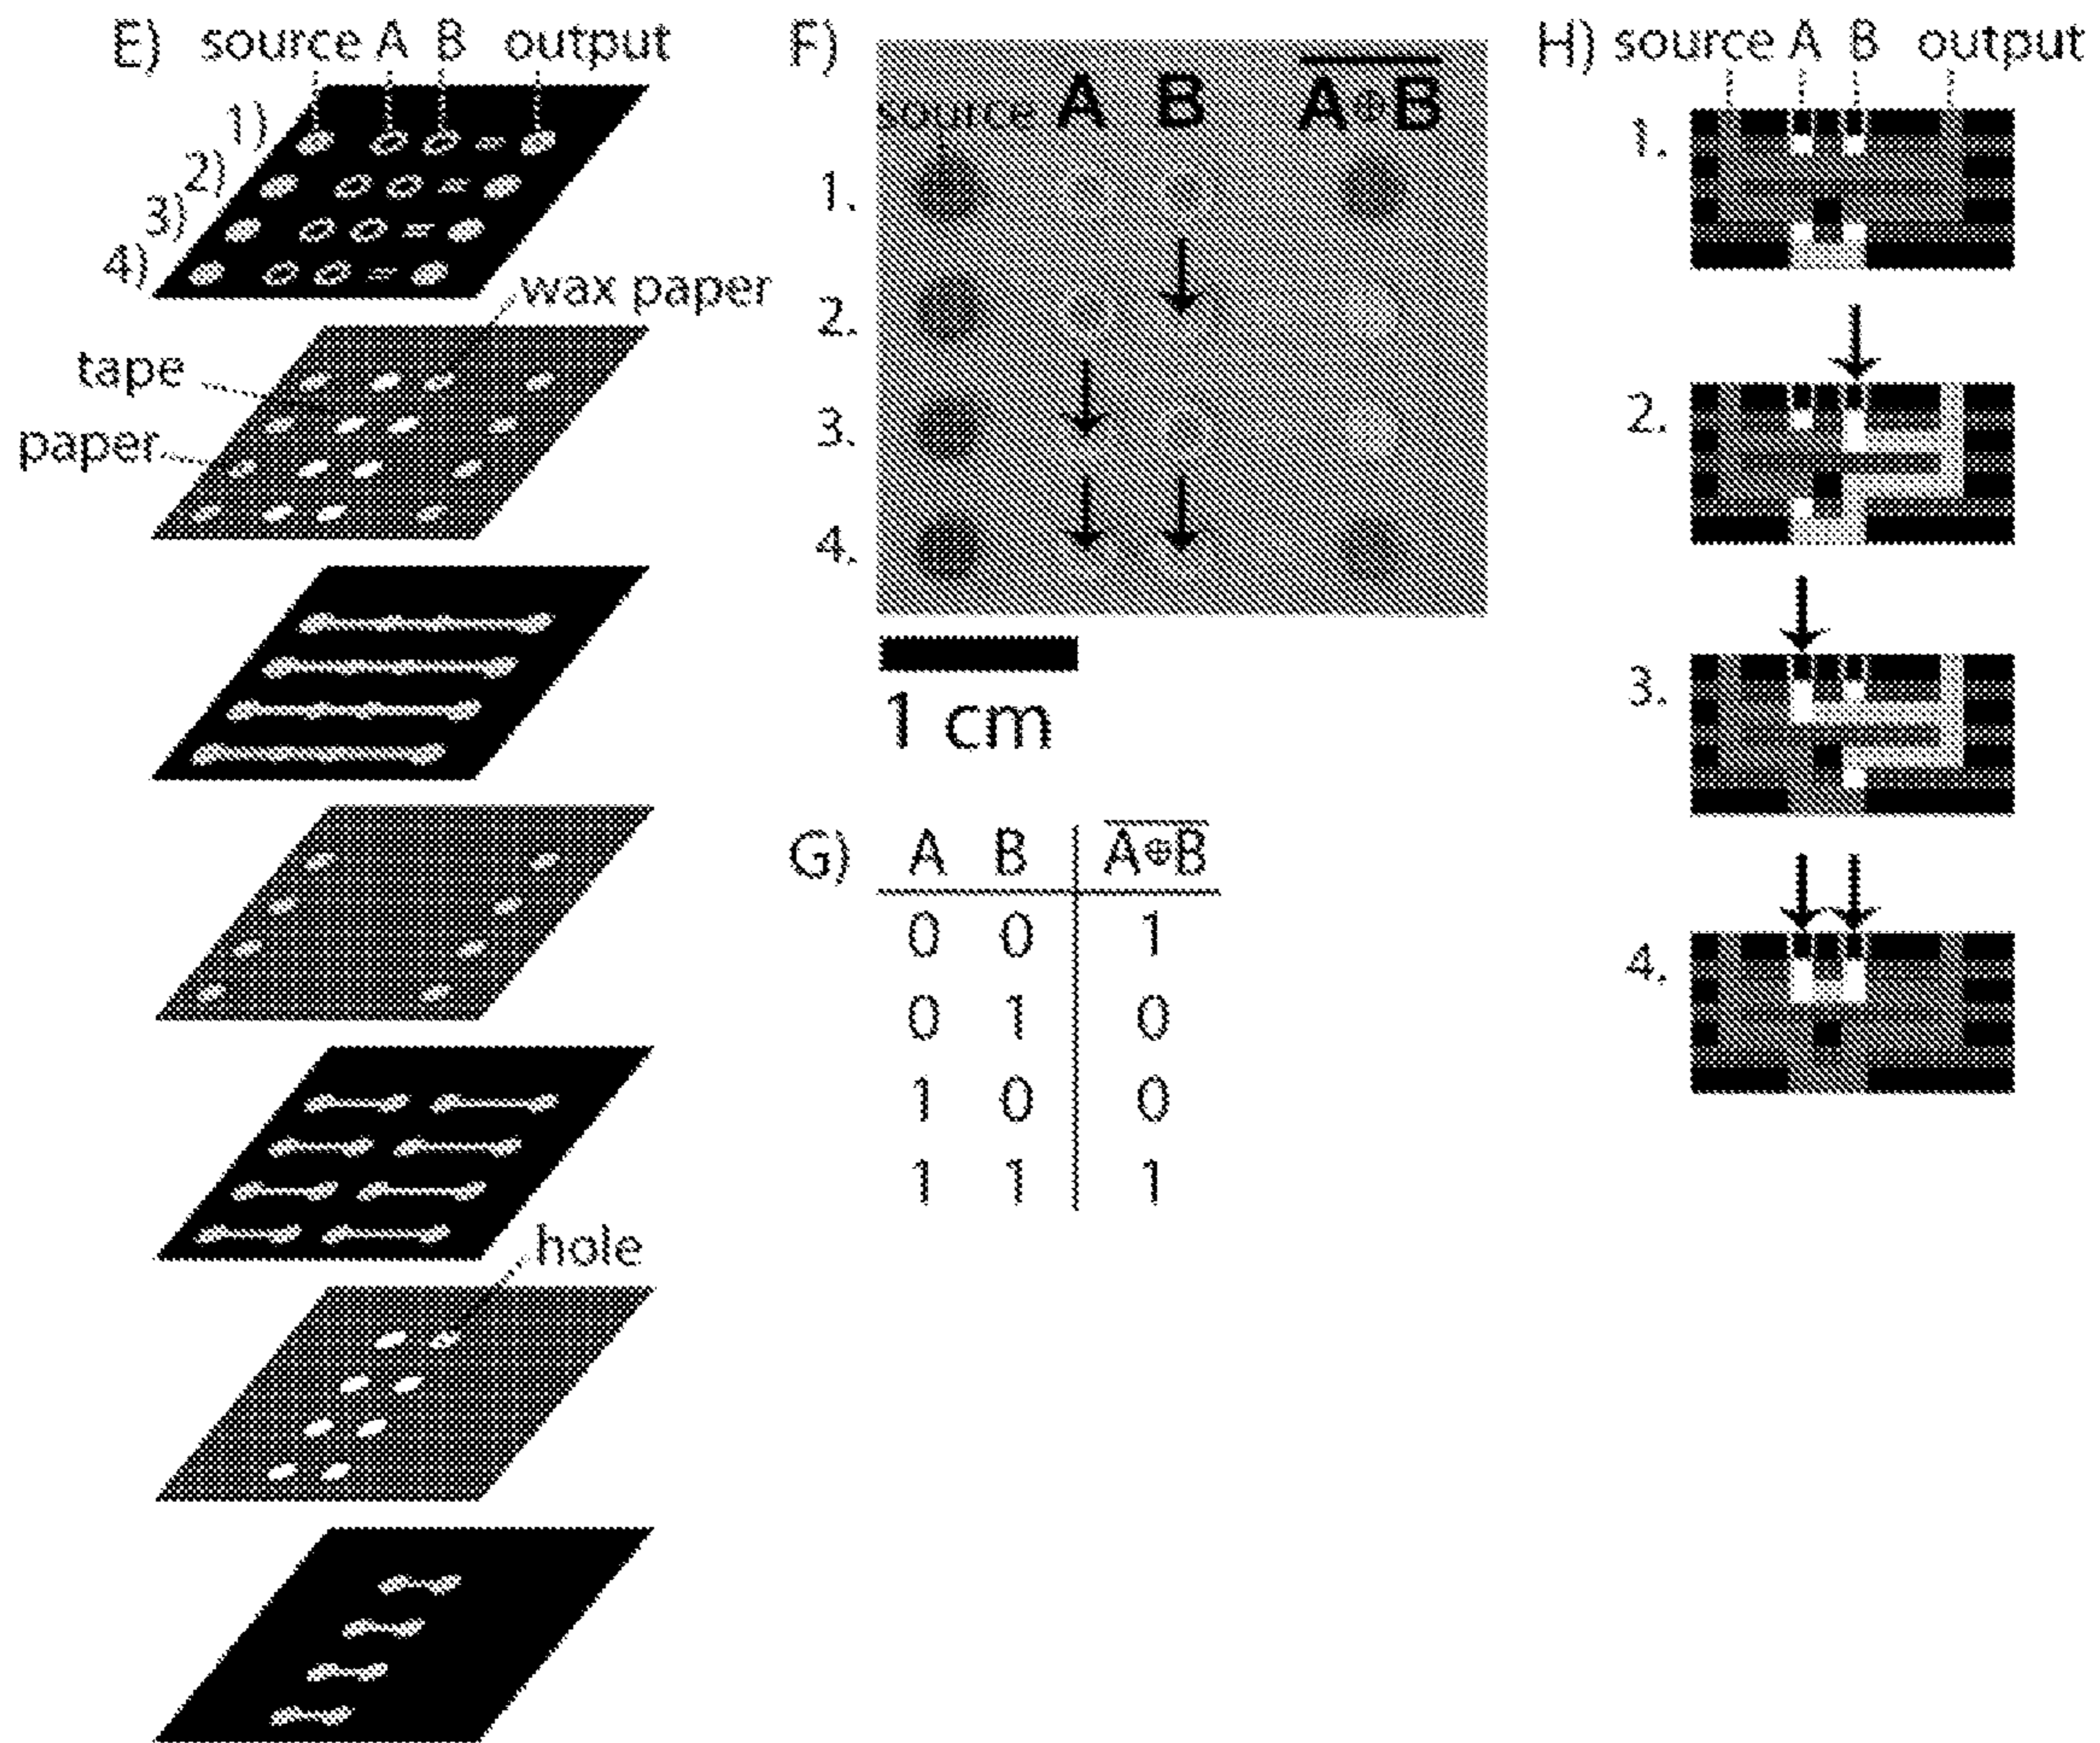 E) source A B output
1)
2)
3)
4)
wax paper
tape
paper
hole
F)
source A B A⊕B
1.
2.
3.
4.
1 cm
G) A B A⊕B
0 0 1
0 1 0
1 0 0
1 1 1
H) source A B output
1.
2.
3.
4.